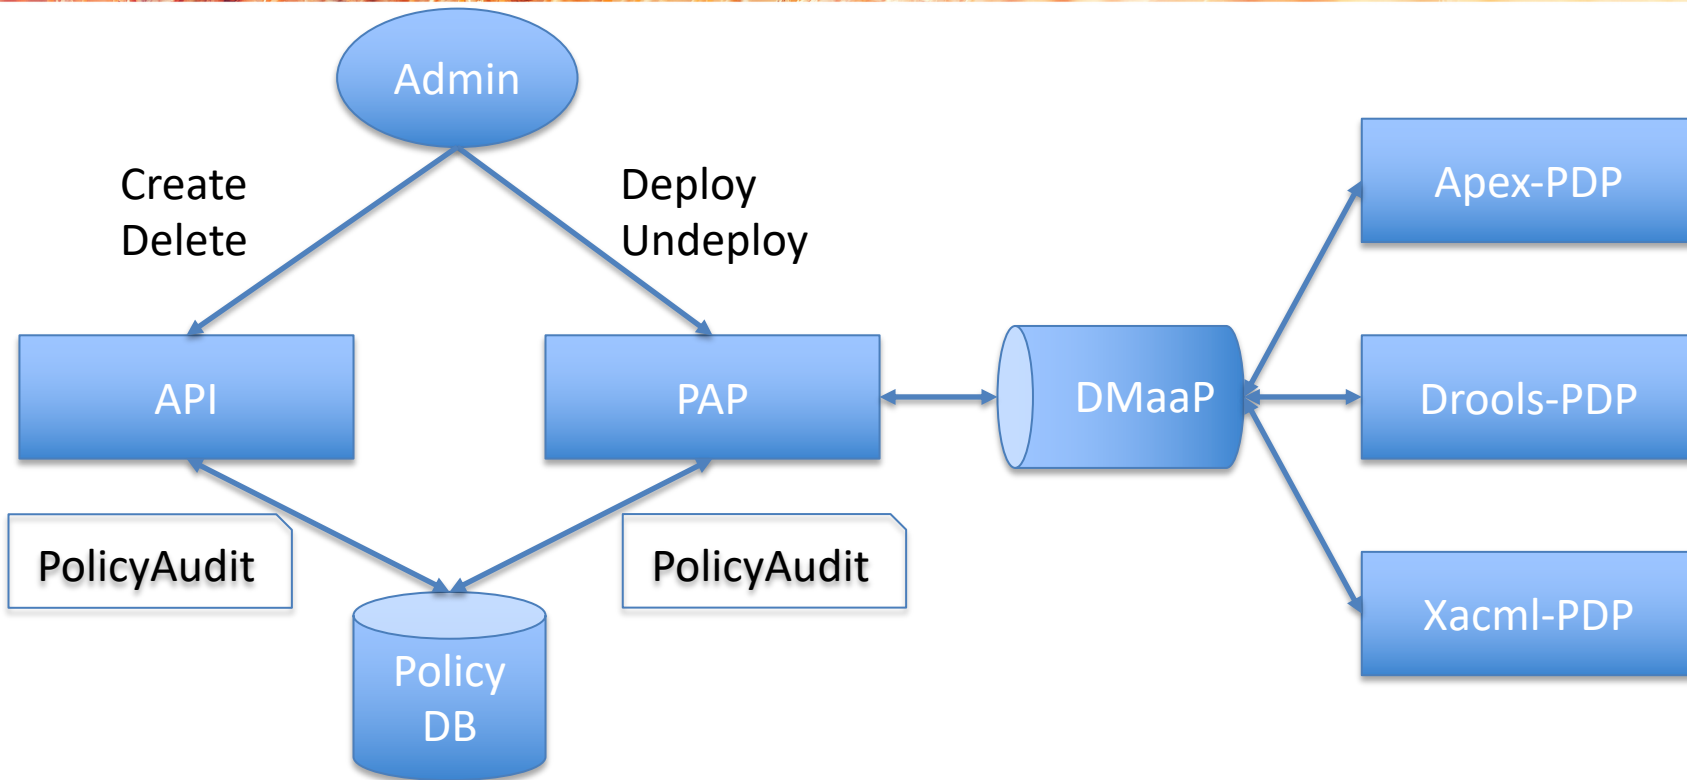 Admin
Create
Delete
Deploy
Undeploy
Apex-PDP
API
PAP
DMaaP
Drools-PDP
PolicyAudit
PolicyAudit
Xacml-PDP
Policy
DB